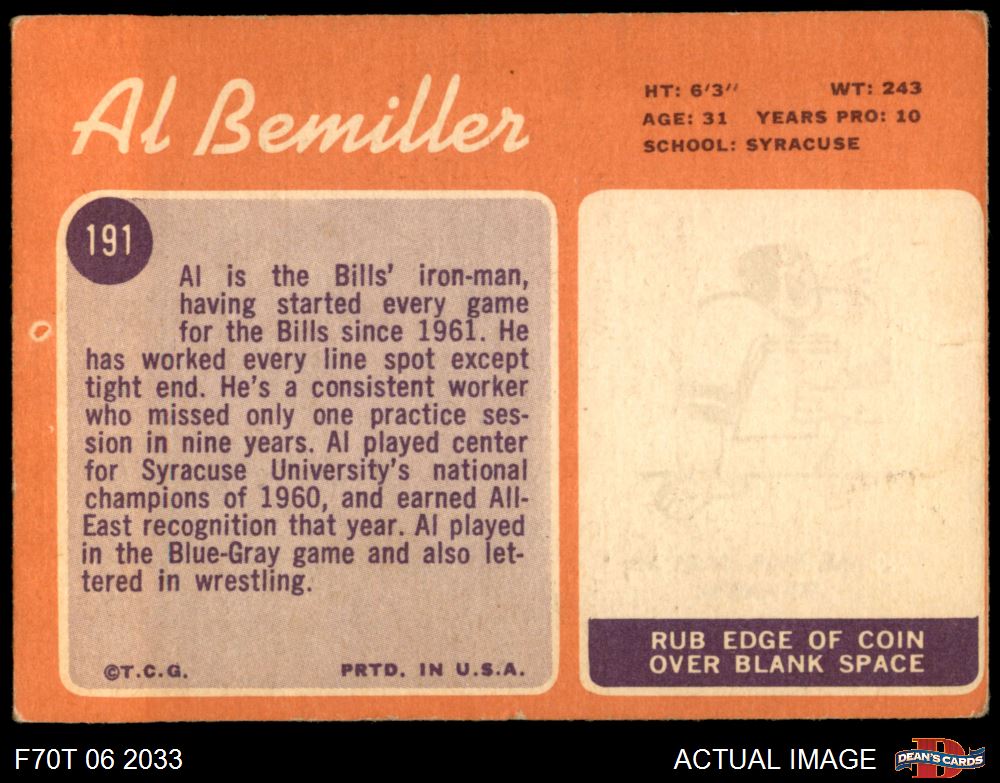 Al Bemiller
HT: 6'3" WT: 243
AGE: 31 YEARS PRO: 10
SCHOOL: SYRACUSE
191
Al is the Bills' iron-man,
having started every game
for the Bills since 1961. He
has worked every line spot except
tight end. He's a consistent worker
who missed only one practice ses-
sion in nine years. Al played center
for Syracuse University's national
champions of 1960, and earned All-
East recognition that year. Al played
in the Blue-Gray game and also let-
tered in wrestling.
©T.C.G. PRTD. IN U.S.A.
RUB EDGE OF COIN
OVER BLANK SPACE
F70T 06 2033
ACTUAL IMAGE
D
DEAN'S CARDS